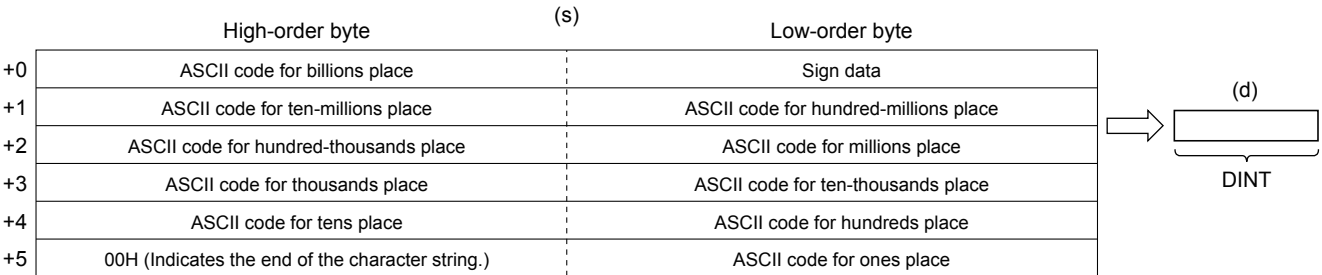 (s)
High-order byte Low-order byte
+0 ASCII code for billions place Sign data
+1 ASCII code for ten-millions place ASCII code for hundred-millions place
+2 ASCII code for hundred-thousands place ASCII code for millions place
+3 ASCII code for thousands place ASCII code for ten-thousands place
+4 ASCII code for tens place ASCII code for hundreds place
+5 00H (Indicates the end of the character string.) ASCII code for ones place
(d)
DINT